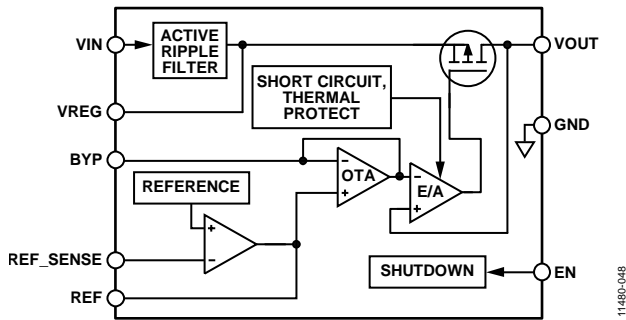 VIN
ACTIVE
RIPPLE
FILTER
VOUT
SHORT CIRCUIT,
THERMAL
PROTECT
VREG
GND
BYP
−
OTA
+
−
E/A
+
REFERENCE
+
−
REF_SENSE
SHUTDOWN
EN
REF
11480-048